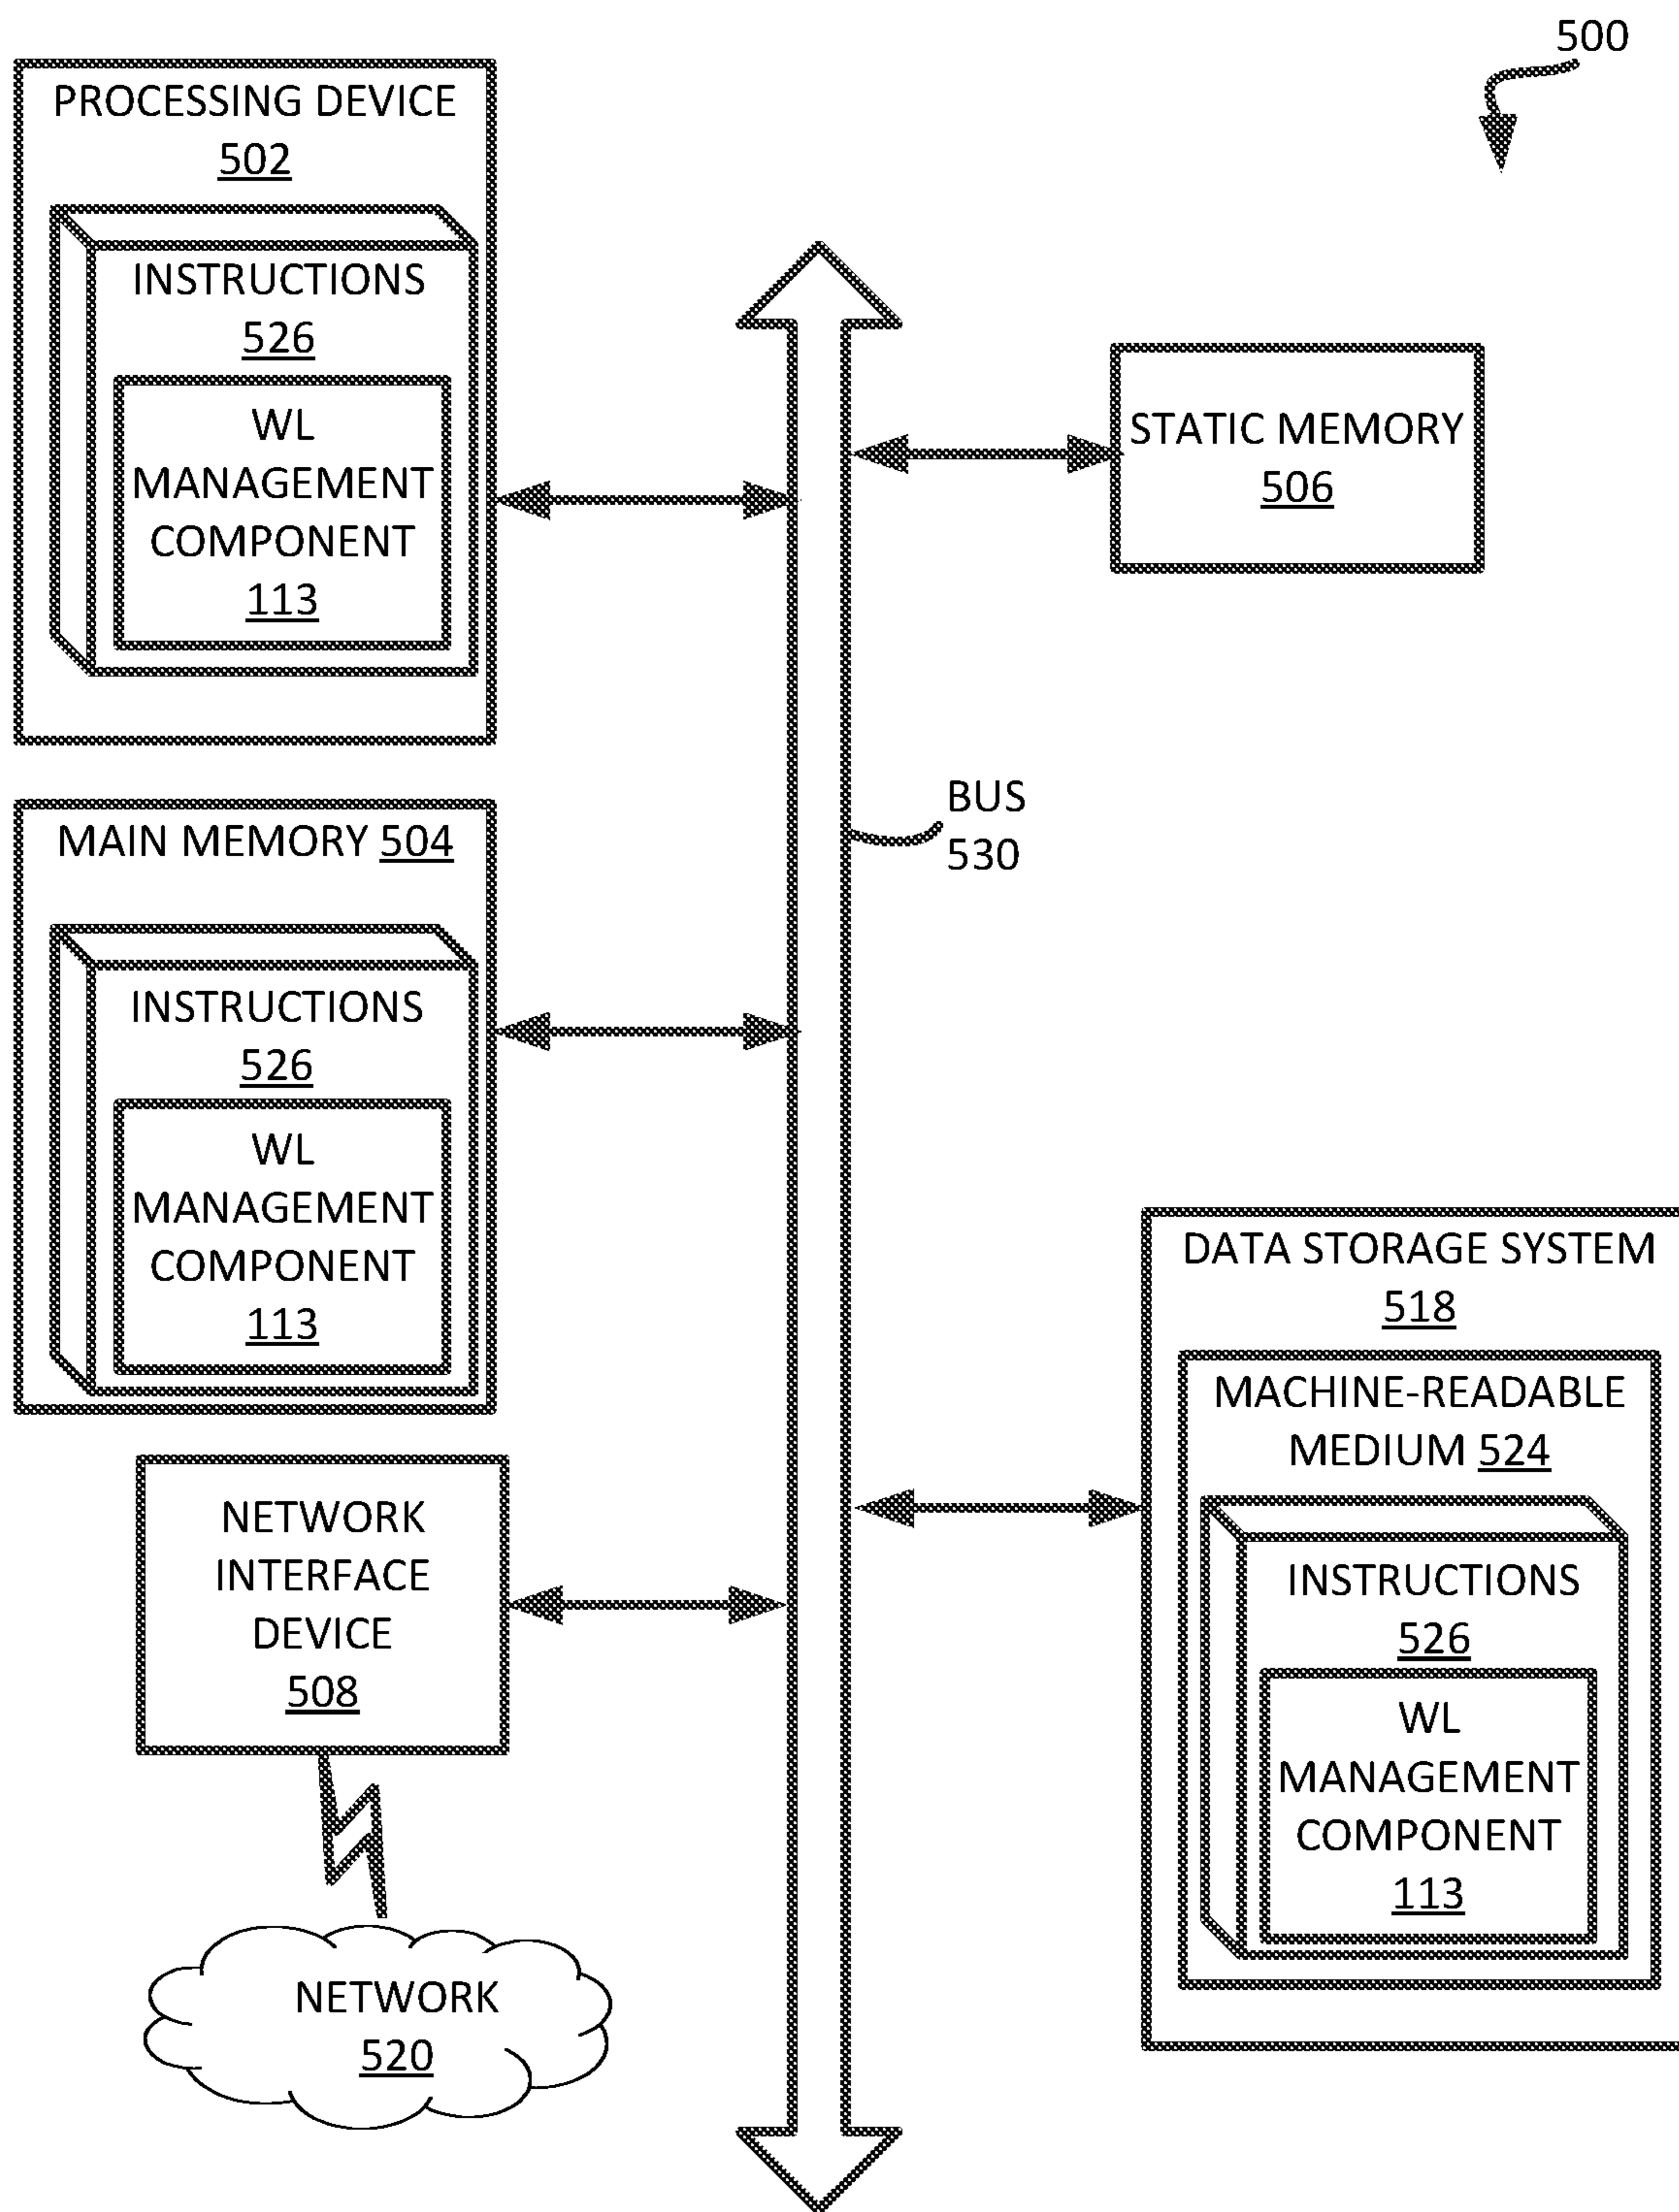 500
PROCESSING DEVICE
502
INSTRUCTIONS
526
WL
MANAGEMENT
COMPONENT
113
STATIC MEMORY
506
BUS
530
MAIN MEMORY 504
INSTRUCTIONS
526
WL
MANAGEMENT
COMPONENT
113
DATA STORAGE SYSTEM
518
MACHINE-READABLE
MEDIUM 524
INSTRUCTIONS
526
WL
MANAGEMENT
COMPONENT
113
NETWORK
INTERFACE
DEVICE
508
NETWORK
520